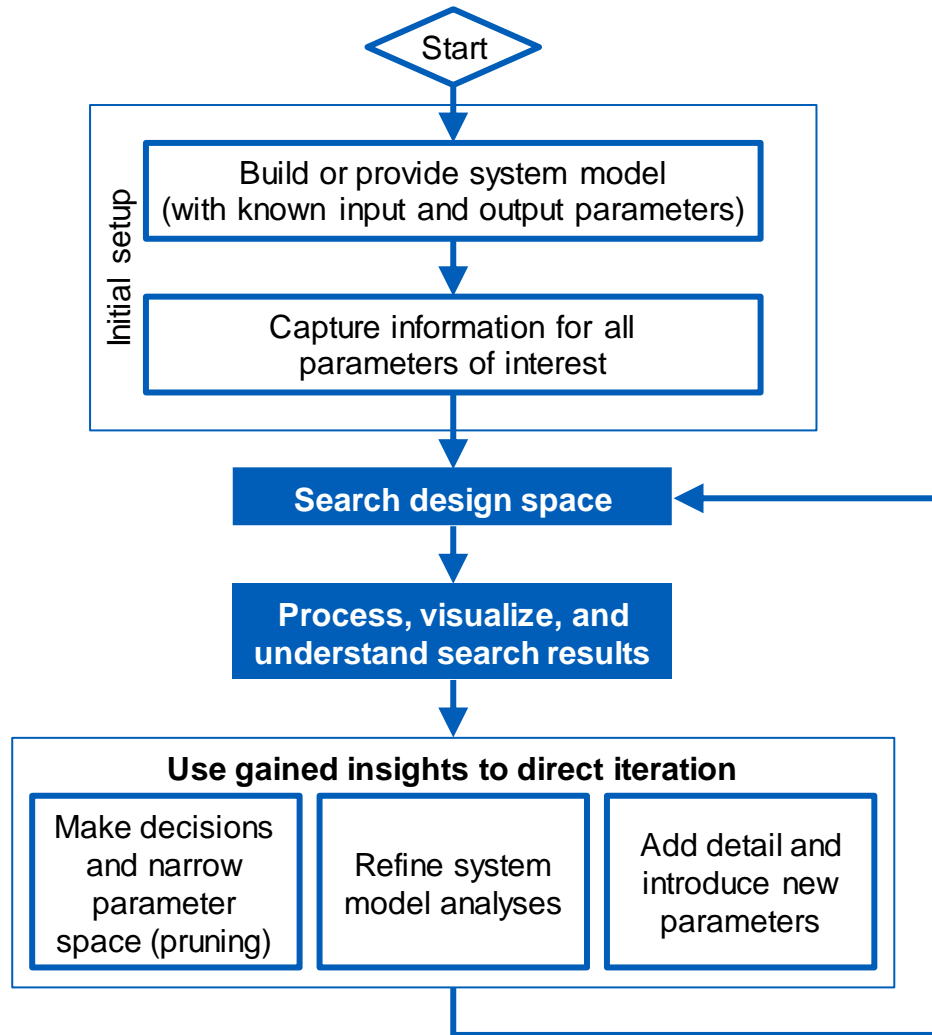 Start
Initial setup
Build or provide system model
(with known input and output parameters)
Capture information for all
parameters of interest
Search design space
Process, visualize, and
understand search results
Use gained insights to direct iteration
Make decisions
and narrow
parameter
space (pruning)
Refine system
model analyses
Add detail and
introduce new
parameters